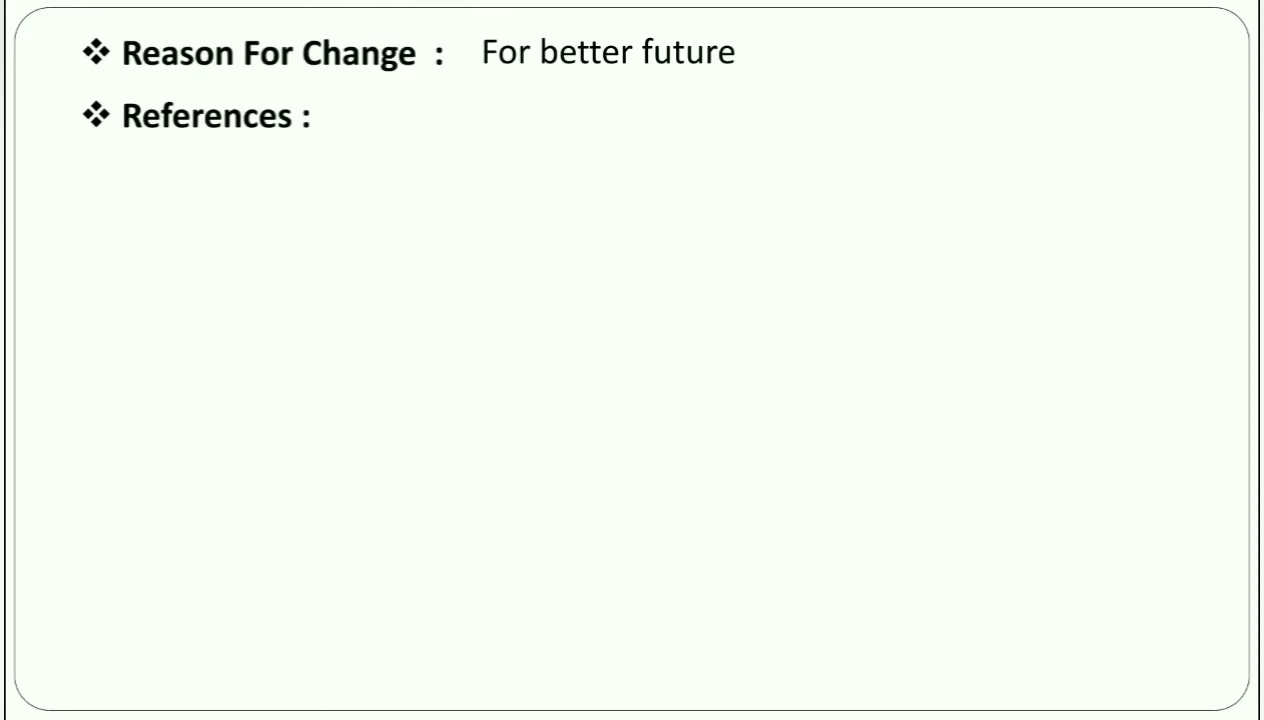 ❖ Reason For Change : For better future
❖ References :